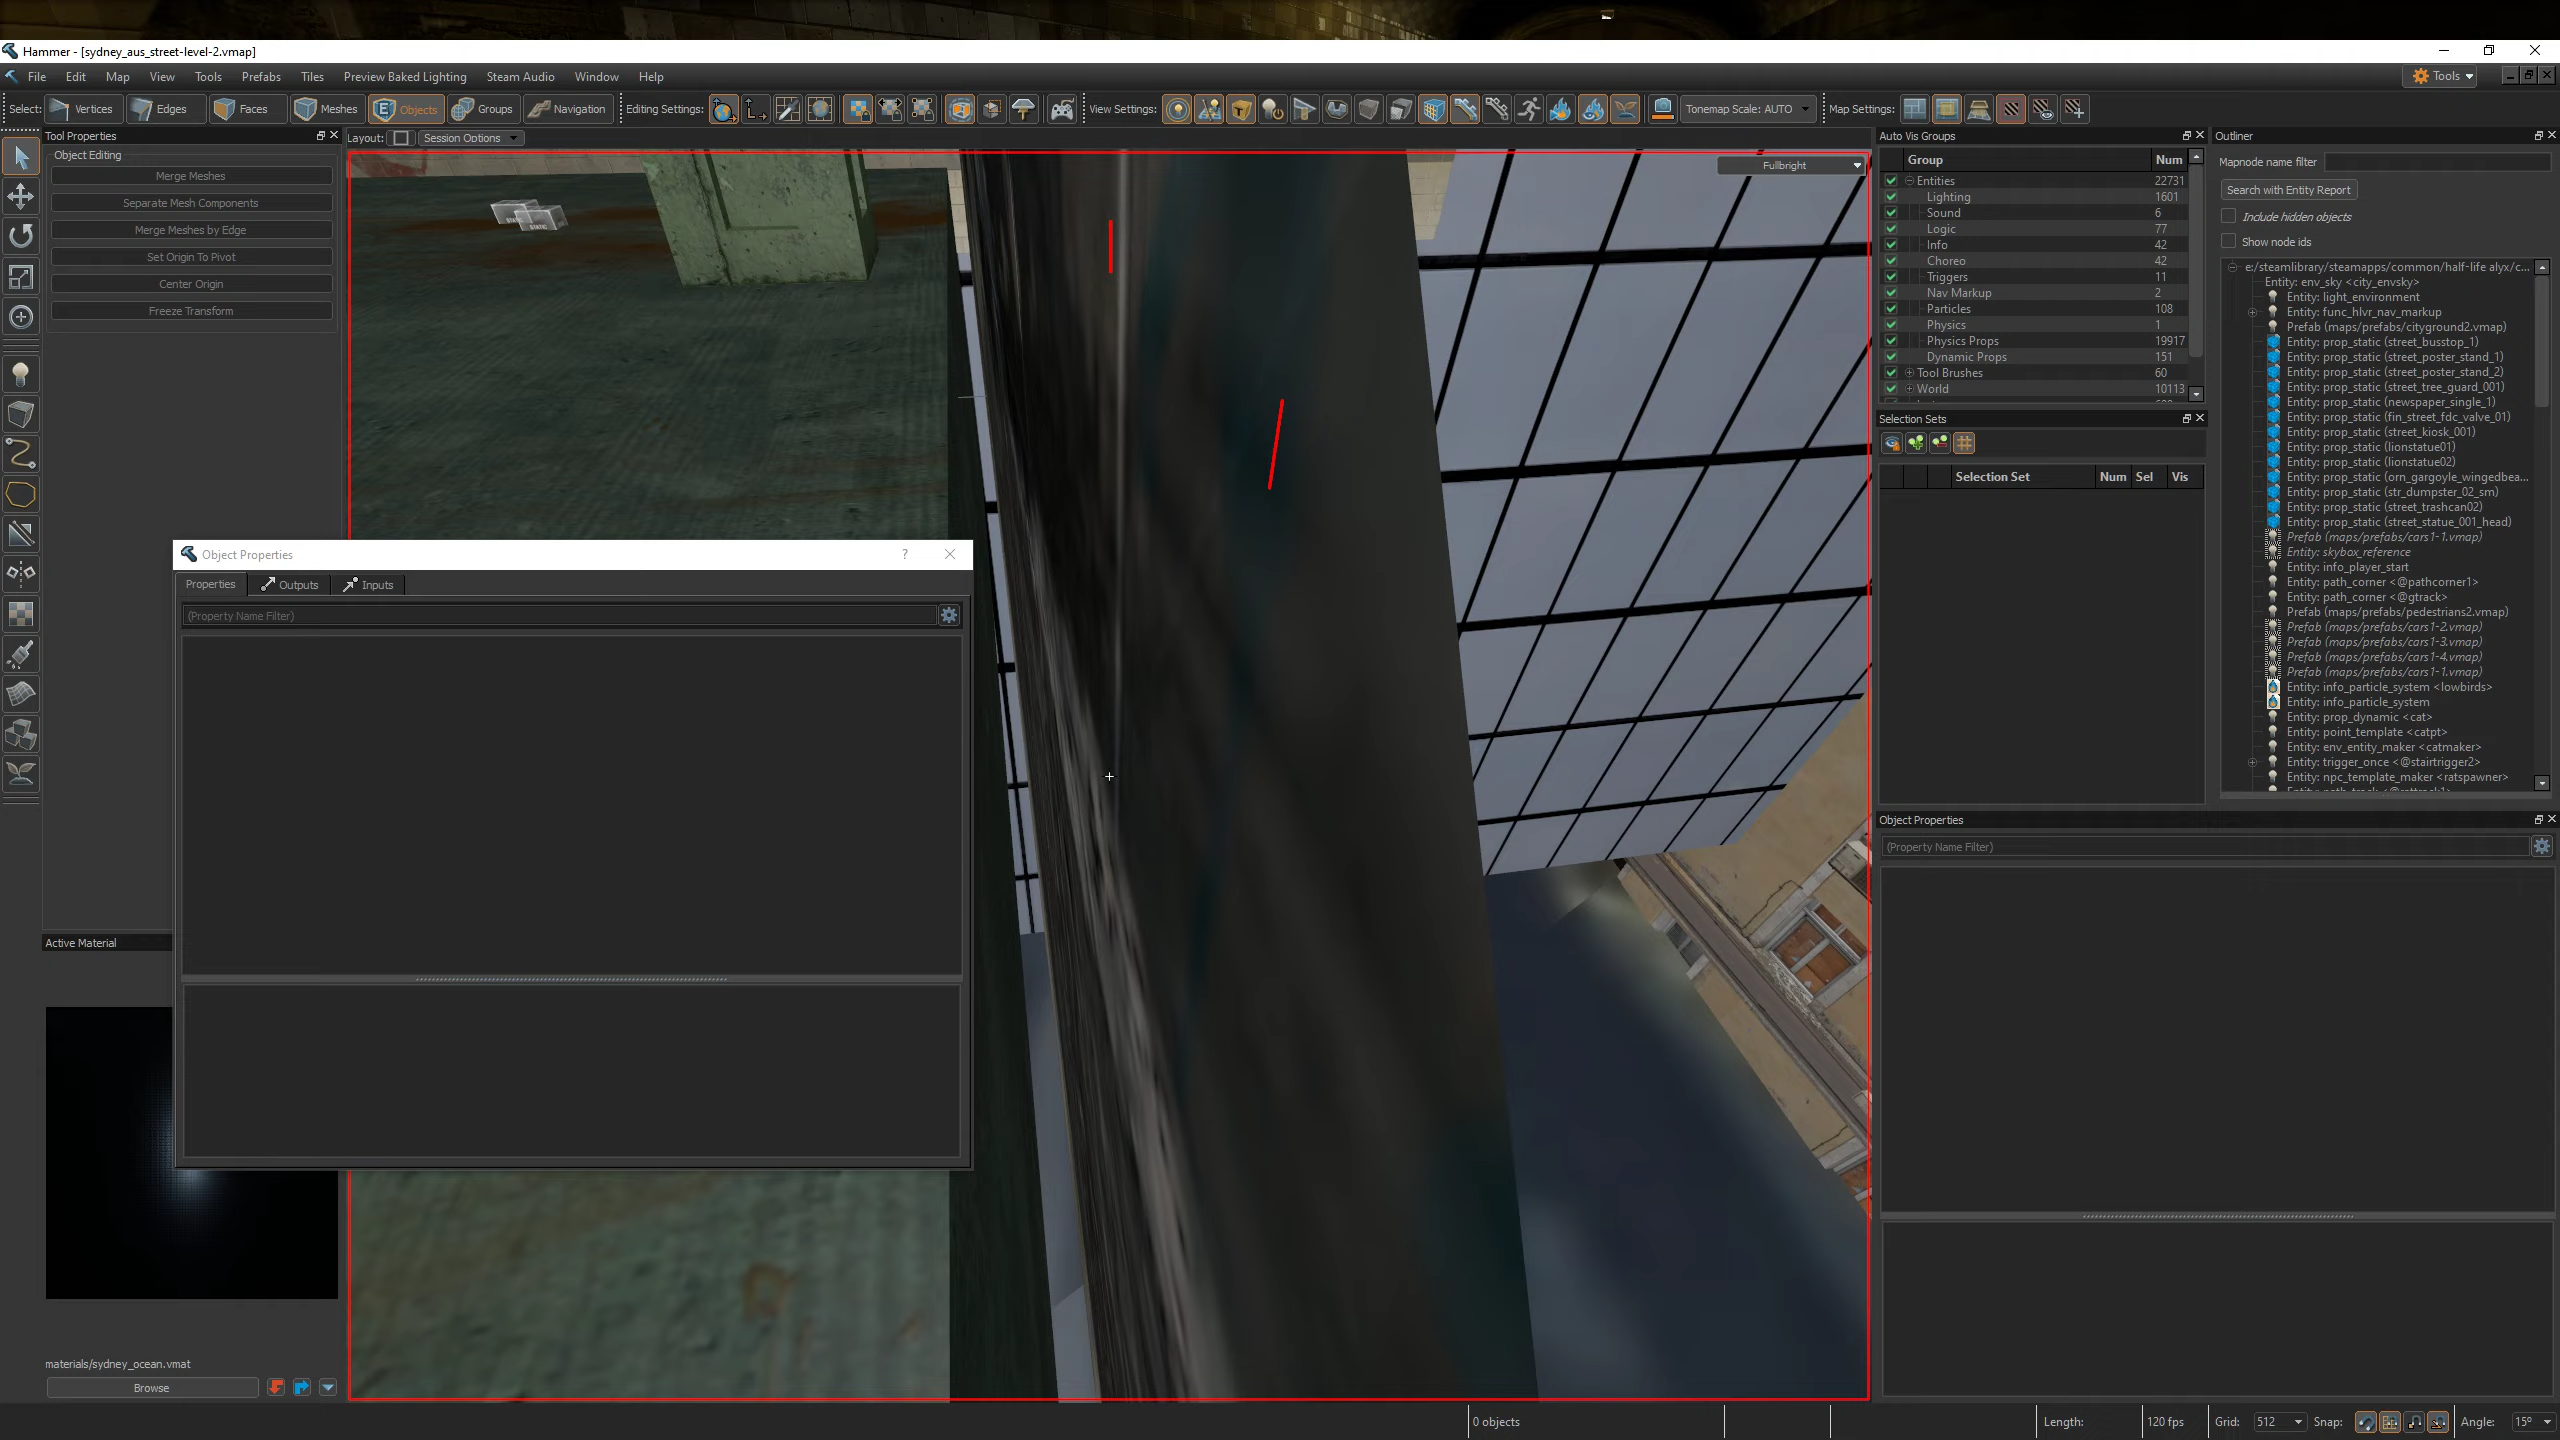 Hammer - [sydney_aus_street-level-2.vmap]
File Edit Map View Tools Prefabs Tiles Preview Baked Lighting Steam Audio Window Help
Tools
Select: Vertices Edges Faces Meshes Objects Groups Navigation Editing Settings: View Settings: Tonemap Scale: AUTO Map Settings:
Tool Properties
Object Editing
Merge Meshes
Separate Mesh Components
Merge Meshes by Edge
Set Origin To Pivot
Center Origin
Freeze Transform
Layout: Session Options
Fullbright
STATIC
Object Properties
Properties Outputs Inputs
(Property Name Filter)
Active Material
materials/sydney_ocean.vmat
Browse
Auto Vis Groups
Group Num
Entities 22731
Lighting 1601
Sound 6
Logic 77
Info 42
Choreo 42
Triggers 11
Nav Markup 2
Particles 108
Physics 1
Physics Props 19917
Dynamic Props 151
Tool Brushes 60
World 10113
Selection Sets
Selection Set Num Sel Vis
Outliner
Mapnode name filter
Search with Entity Report
Include hidden objects
Show node ids
e:/steamlibrary/steamapps/common/half-life alyx/c...
Entity: env_sky <city_envsky>
Entity: light_environment
Entity: func_hlvr_nav_markup
Prefab (maps/prefabs/cityground2.vmap)
Entity: prop_static (street_busstop_1)
Entity: prop_static (street_poster_stand_1)
Entity: prop_static (street_poster_stand_2)
Entity: prop_static (street_tree_guard_001)
Entity: prop_static (newspaper_single_1)
Entity: prop_static (fin_street_fdc_valve_01)
Entity: prop_static (street_kiosk_001)
Entity: prop_static (lionstatue01)
Entity: prop_static (lionstatue02)
Entity: prop_static (orn_gargoyle_wingedbea...
Entity: prop_static (str_dumpster_02_sm)
Entity: prop_static (street_trashcan02)
Entity: prop_static (street_statue_001_head)
Prefab (maps/prefabs/cars1-1.vmap)
Entity: skybox_reference
Entity: info_player_start
Entity: path_corner <@pathcorner1>
Entity: path_corner <@gtrack>
Prefab (maps/prefabs/pedestrians2.vmap)
Prefab (maps/prefabs/cars1-2.vmap)
Prefab (maps/prefabs/cars1-3.vmap)
Prefab (maps/prefabs/cars1-4.vmap)
Prefab (maps/prefabs/cars1-1.vmap)
Entity: info_particle_system <lowbirds>
Entity: info_particle_system
Entity: prop_dynamic <cat>
Entity: point_template <catpt>
Entity: env_entity_maker <catmaker>
Entity: trigger_once <@stairtrigger2>
Entity: npc_template_maker <ratspawner>
Object Properties
(Property Name Filter)
0 objects Length: 120 fps Grid: 512 Snap: Angle: 15°